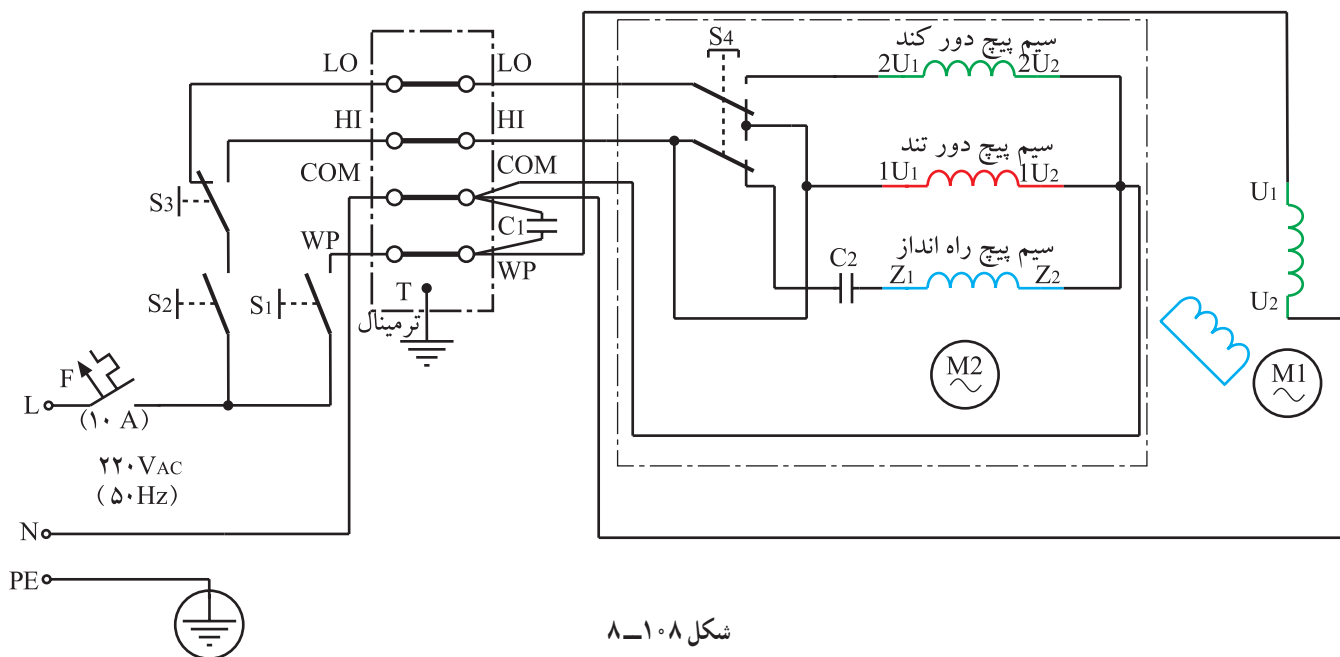 S4
سیم پیچ دور کند
2U1 2U2
LO LO
HI HI
سیم پیچ دور تند
COM COM
1U1 1U2
U1
S3
C1
WP WP
سیم پیچ راه انداز
C2
Z1 Z2
S2 S1
T
ترمینال
U2
M2
M1
F
L
(۱۰ A)
۲۲۰VAC
(۵۰Hz)
N
PE
شکل ۱۰۸ــ۸